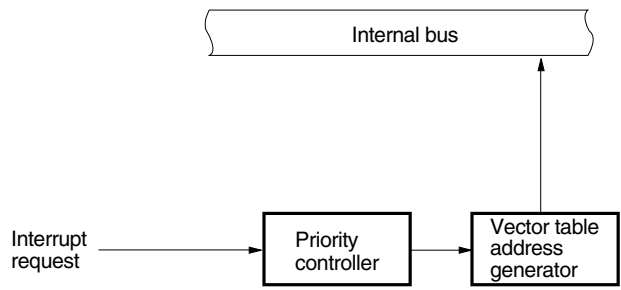 Internal bus
Interrupt
request
Priority
controller
Vector table
address
generator